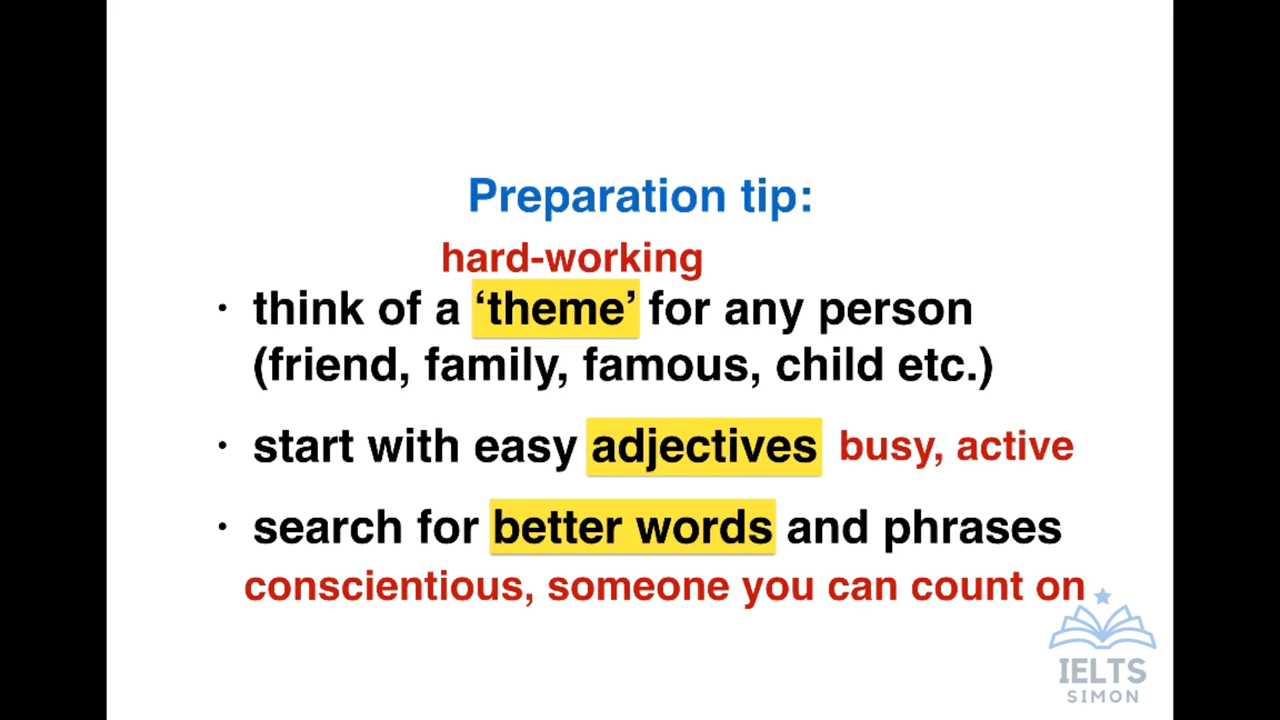 Preparation tip:
hard-working
· think of a ‘theme’ for any person
(friend, family, famous, child etc.)
· start with easy adjectives busy, active
· search for better words and phrases
conscientious, someone you can count on
IELTS
SIMON